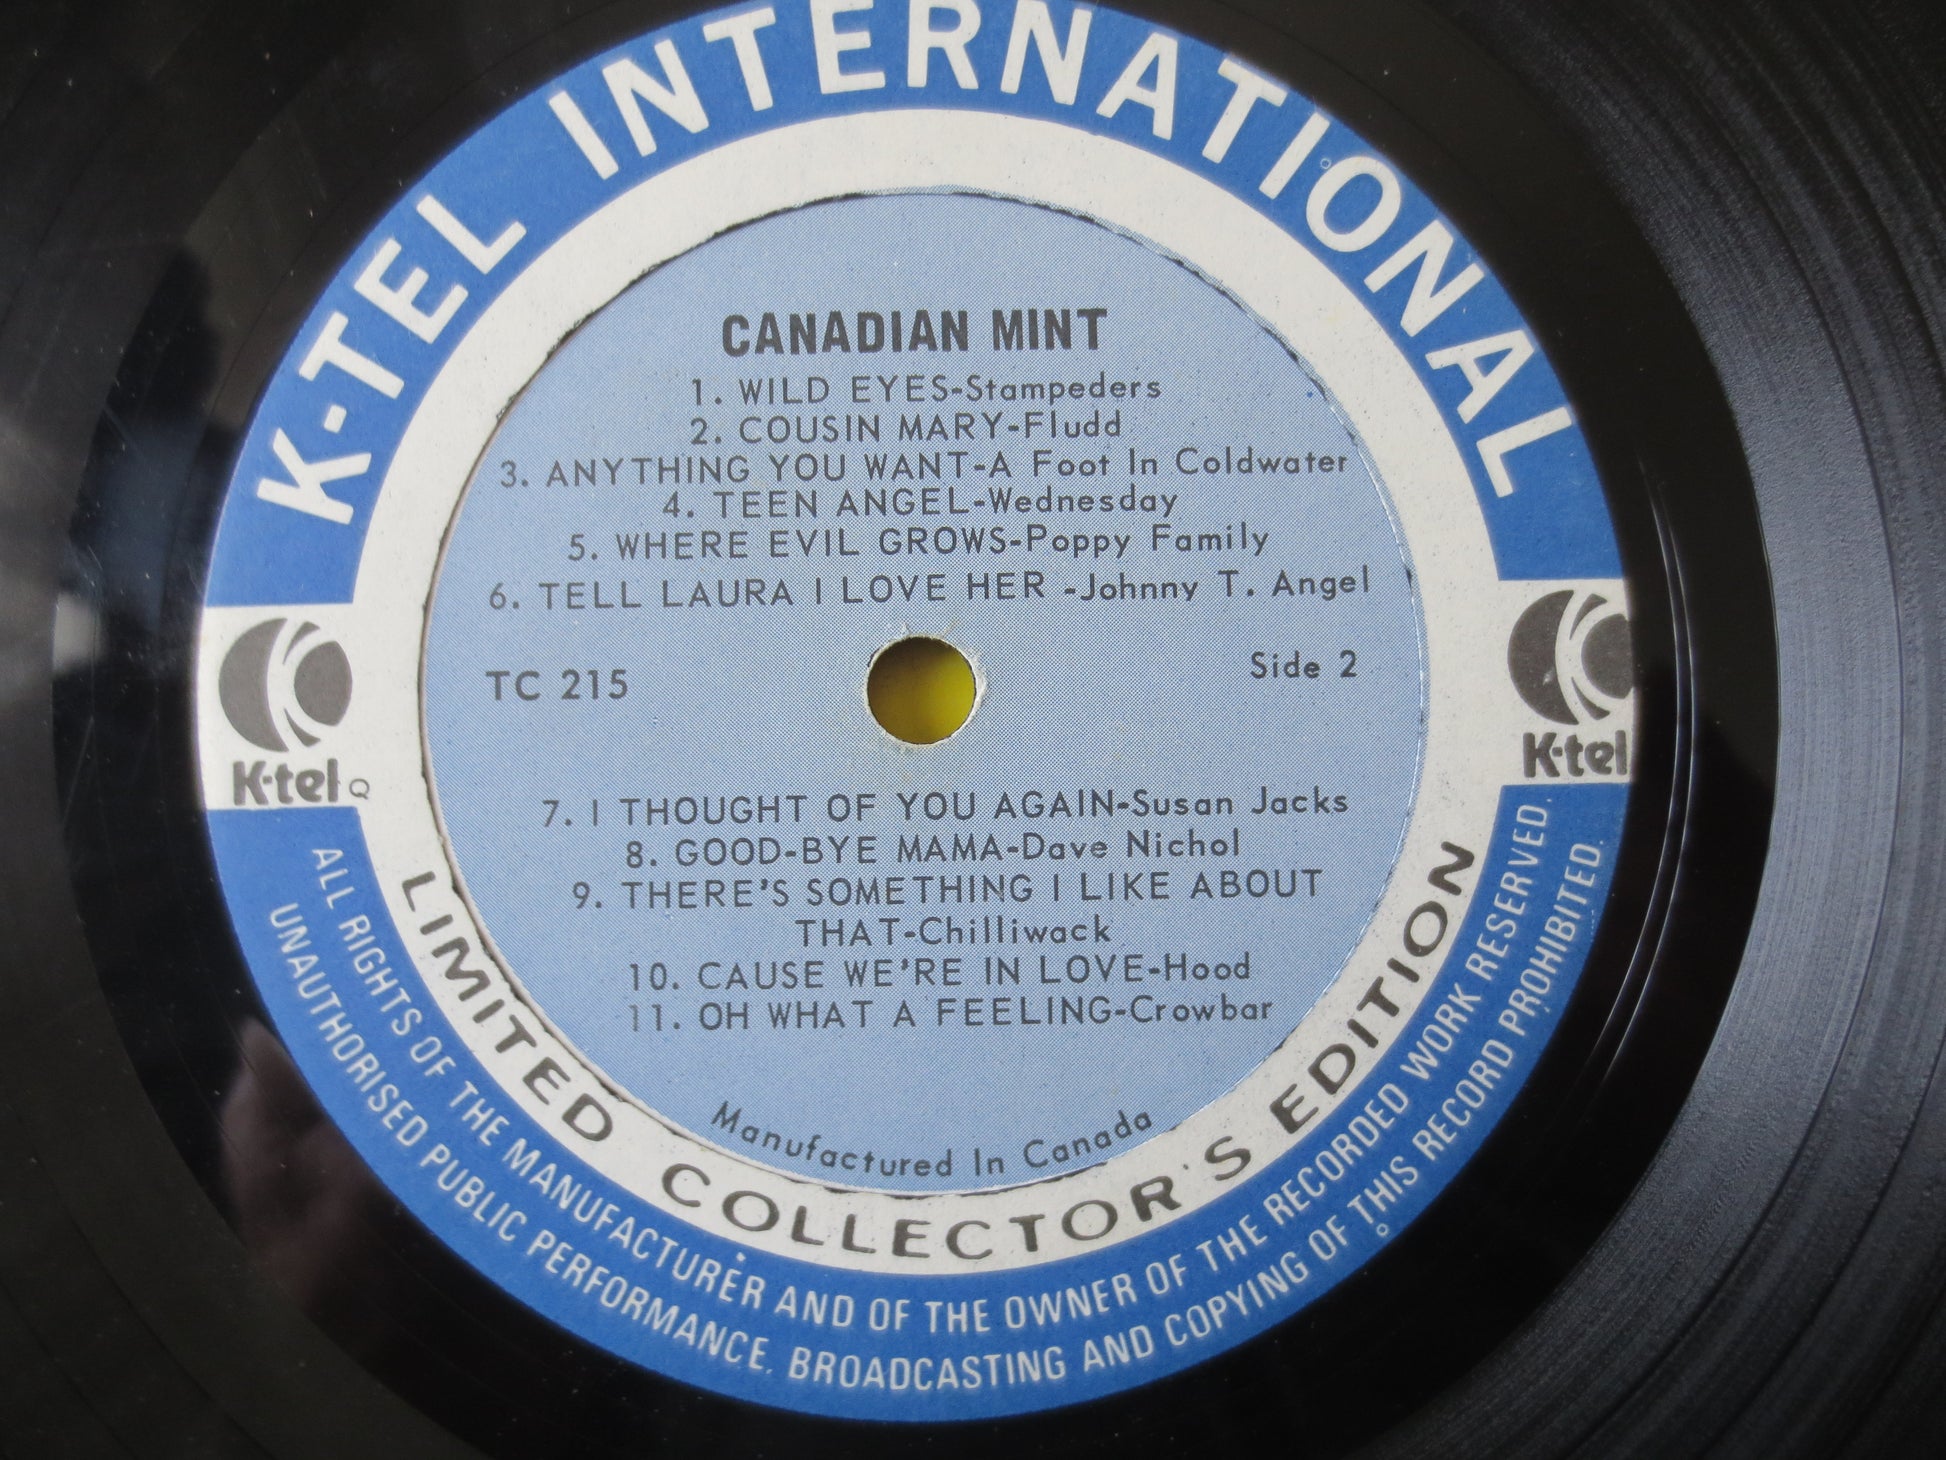 K-TEL INTERNATIONAL
CANADIAN MINT
1. WILD EYES-Stampeders
2. COUSIN MARY-Fludd
3. ANYTHING YOU WANT-A Foot In Coldwater
4. TEEN ANGEL-Wednesday
5. WHERE EVIL GROWS-Poppy Family
6. TELL LAURA I LOVE HER -Johnny T. Angel
TC 215
Side 2
K-tel
Q
K-tel
7. I THOUGHT OF YOU AGAIN-Susan Jacks
8. GOOD-BYE MAMA-Dave Nichol
9. THERE'S SOMETHING I LIKE ABOUT
THAT-Chilliwack
10. CAUSE WE'RE IN LOVE-Hood
11. OH WHAT A FEELING-Crowbar
Manufactured In Canada
LIMITED COLLECTOR'S EDITION
ALL RIGHTS OF THE MANUFACTURER AND OF THE OWNER OF THE RECORDED WORK RESERVED.
UNAUTHORISED PUBLIC PERFORMANCE, BROADCASTING AND COPYING OF THIS RECORD PROHIBITED.